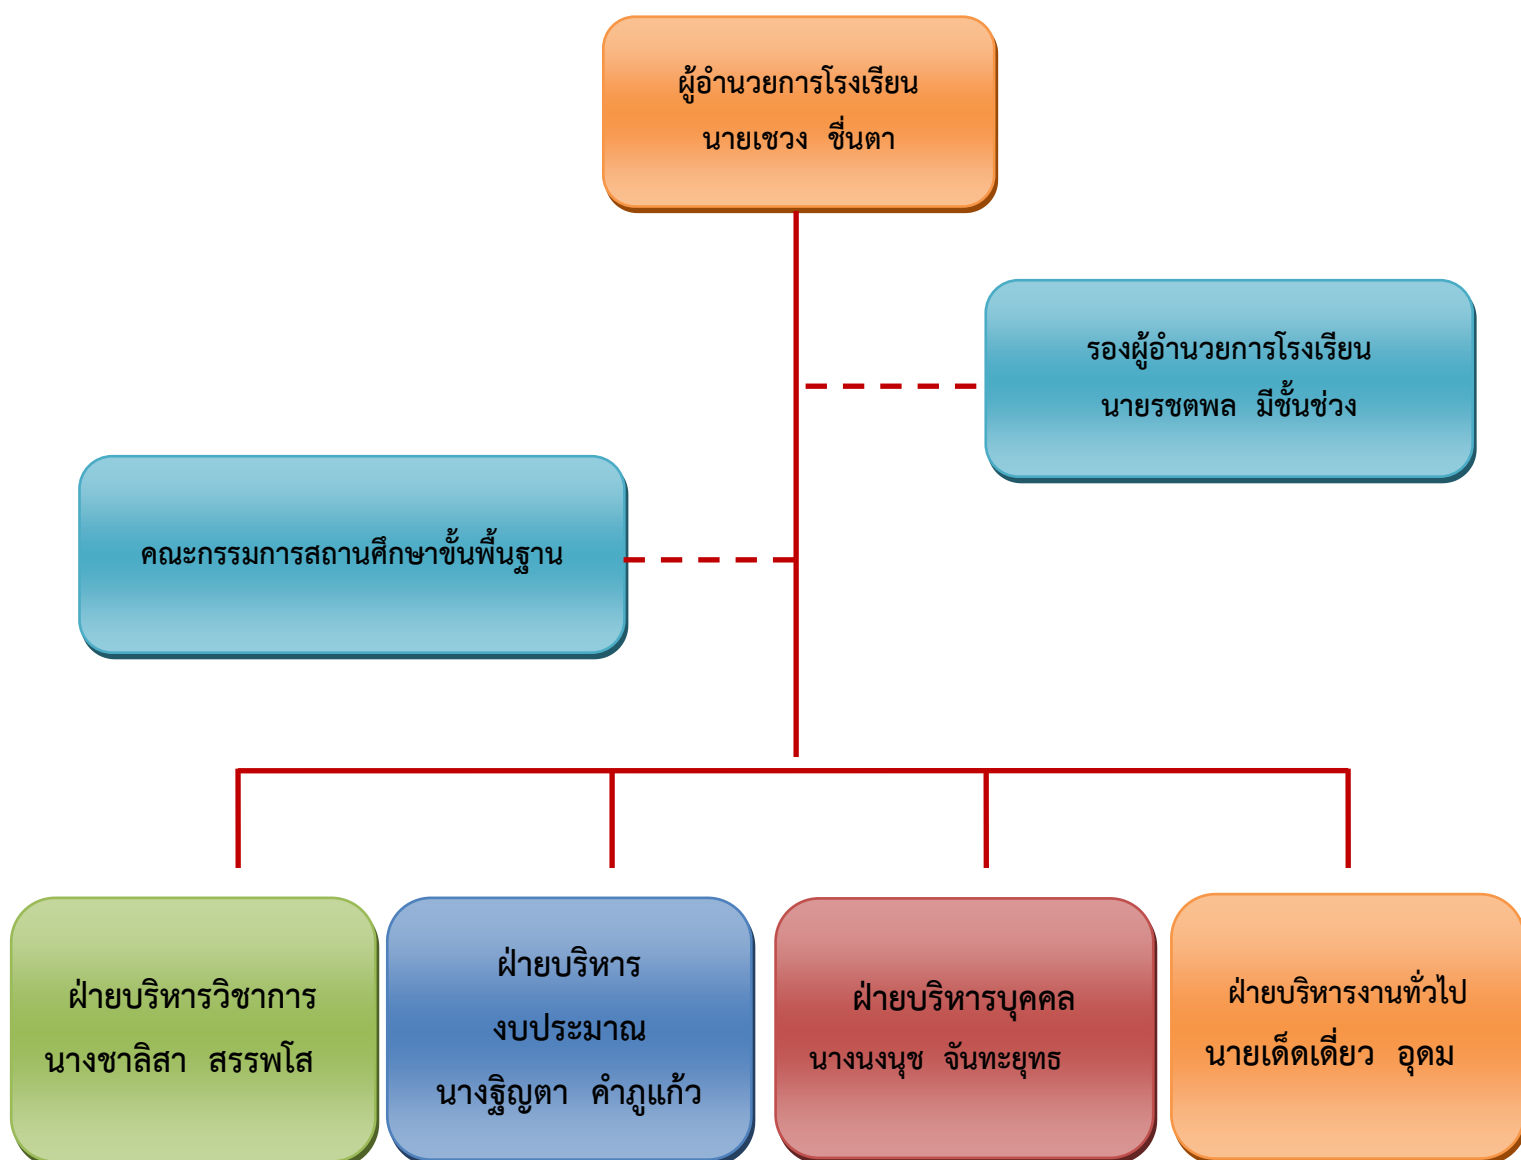 ผู้อำนวยการโรงเรียน
นายเชวง ชื่นตา
รองผู้อำนวยการโรงเรียน
นายรชตพล มีชั้นช่วง
คณะกรรมการสถานศึกษาขั้นพื้นฐาน
ฝ่ายบริหารวิชาการ
นางชาลิสา สรรพโส
ฝ่ายบริหาร
งบประมาณ
นางฐิญตา คำภูแก้ว
ฝ่ายบริหารบุคคล
นางนงนุช จันทะยุทธ
ฝ่ายบริหารงานทั่วไป
นายเด็ดเดี่ยว อุดม